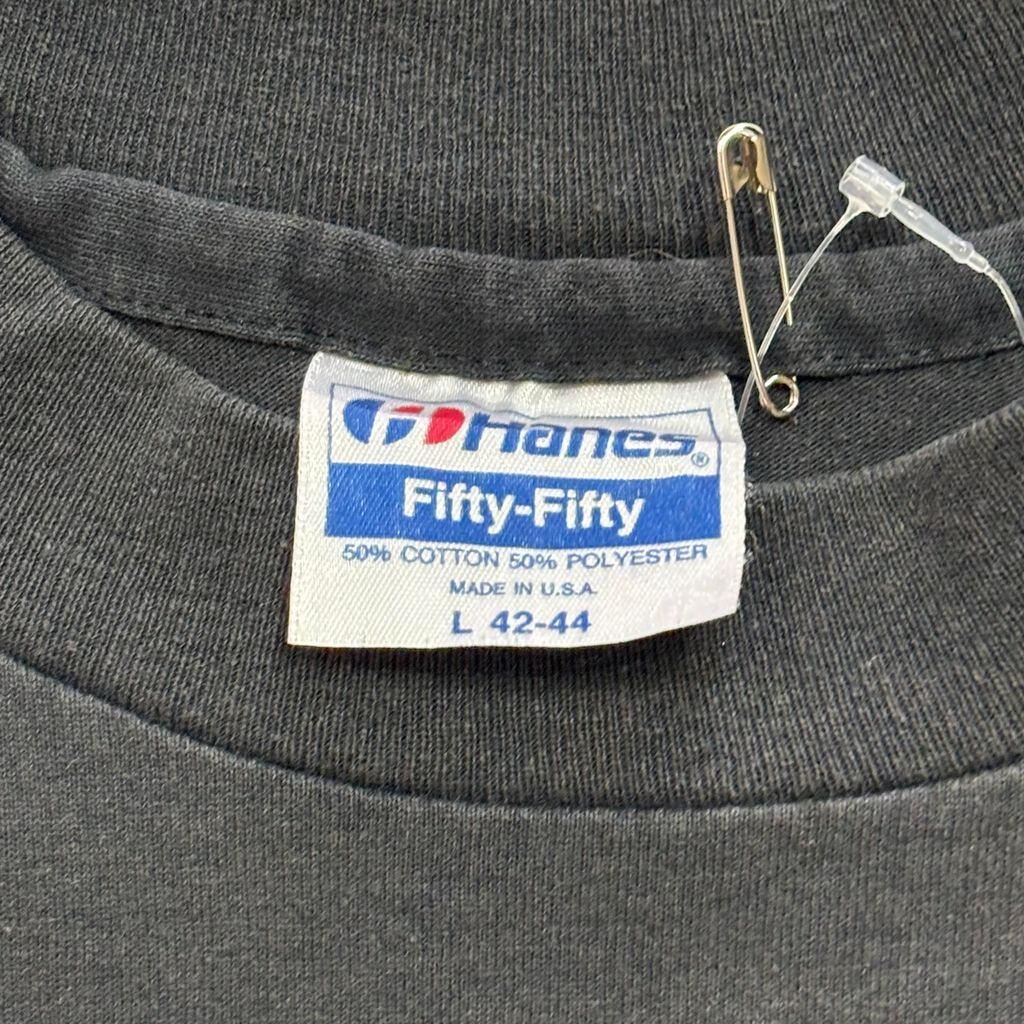 Hanes®
Fifty-Fifty
50% COTTON 50% POLYESTER
MADE IN U.S.A.
L 42-44